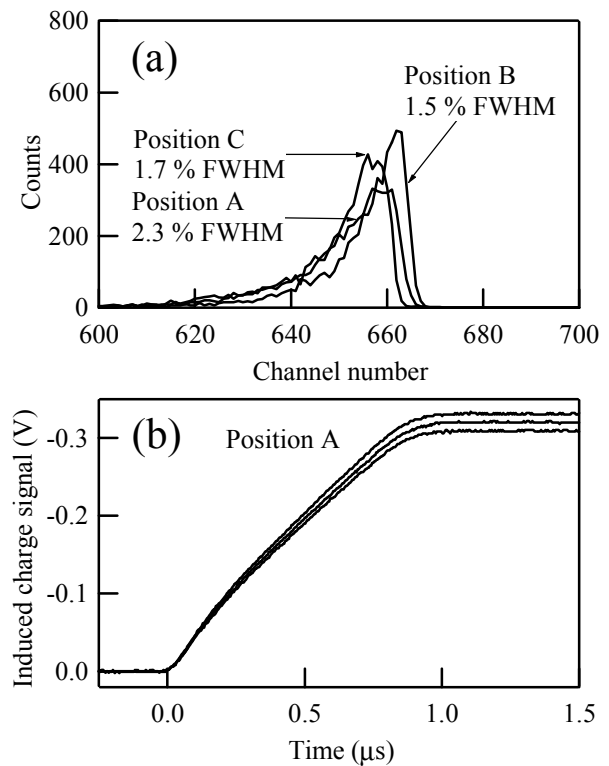 800
(a)
Position B
1.5 % FWHM
600
Position C
1.7 % FWHM
400
Position A
2.3 % FWHM
200
0
Counts
600 620 640 660 680 700
Channel number
(b)
Position A
-0.3
-0.2
-0.1
0.0
Induced charge signal (V)
0.0 0.5 1.0 1.5
Time (μs)